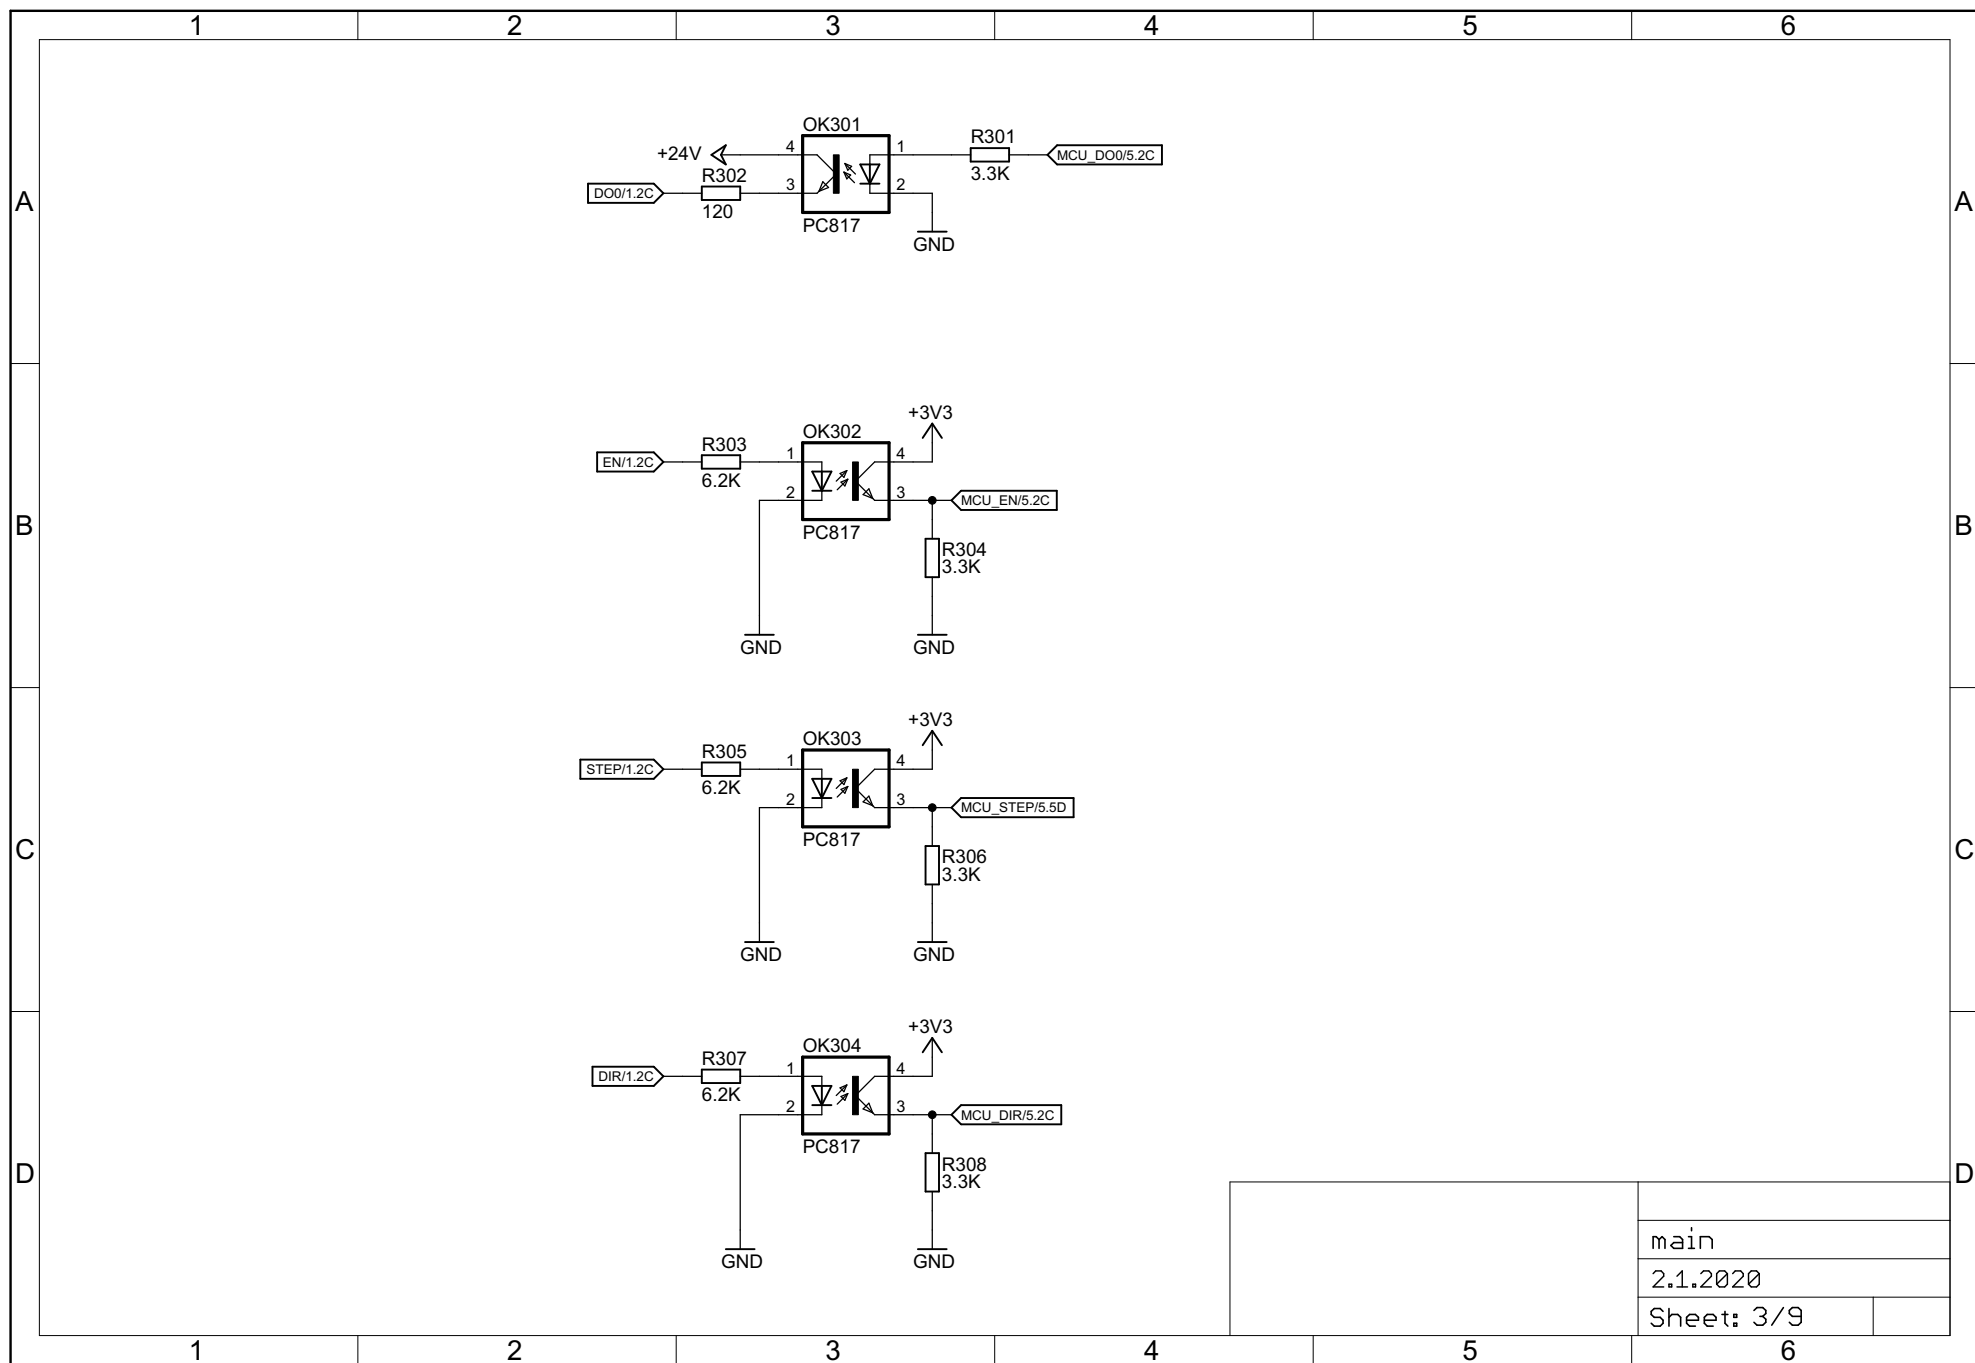 1 2 3 4 5 6
A A
OK301
+24V 4 1 R301 MCU_DO0/5.2C
3.3K
DO0/1.2C R302 3 2
120
PC817
GND
B B
+3V3
OK302
EN/1.2C R303 1 4
6.2K
2 3 MCU_EN/5.2C
PC817
R304
3.3K
GND GND
C C
+3V3
OK303
STEP/1.2C R305 1 4
6.2K
2 3 MCU_STEP/5.5D
PC817
R306
3.3K
GND GND
D D
+3V3
OK304
DIR/1.2C R307 1 4
6.2K
2 3 MCU_DIR/5.2C
PC817
R308
3.3K
GND GND
main
2.1.2020
Sheet: 3/9
1 2 3 4 5 6